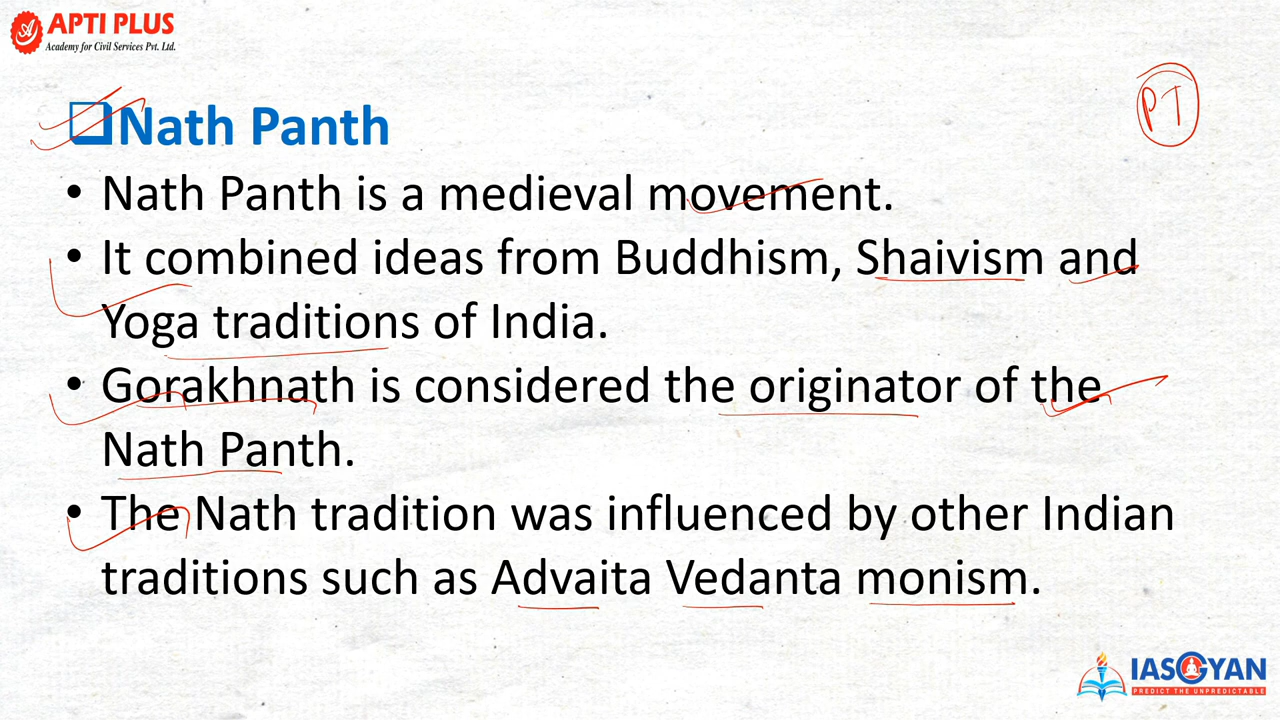 APTI PLUS
Academy for Civil Services Pvt. Ltd.
PT
Nath Panth
• Nath Panth is a medieval movement.
• It combined ideas from Buddhism, Shaivism and
Yoga traditions of India.
• Gorakhnath is considered the originator of the
Nath Panth.
• The Nath tradition was influenced by other Indian
traditions such as Advaita Vedanta monism.
IASGYAN
PREDICT THE UNPREDICTABLE